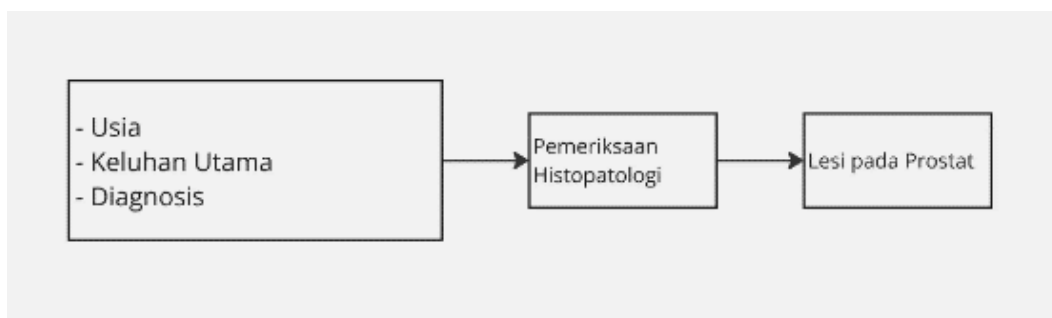 - Usia
- Keluhan Utama
- Diagnosis
Pemeriksaan
Histopatologi
Lesi pada Prostat